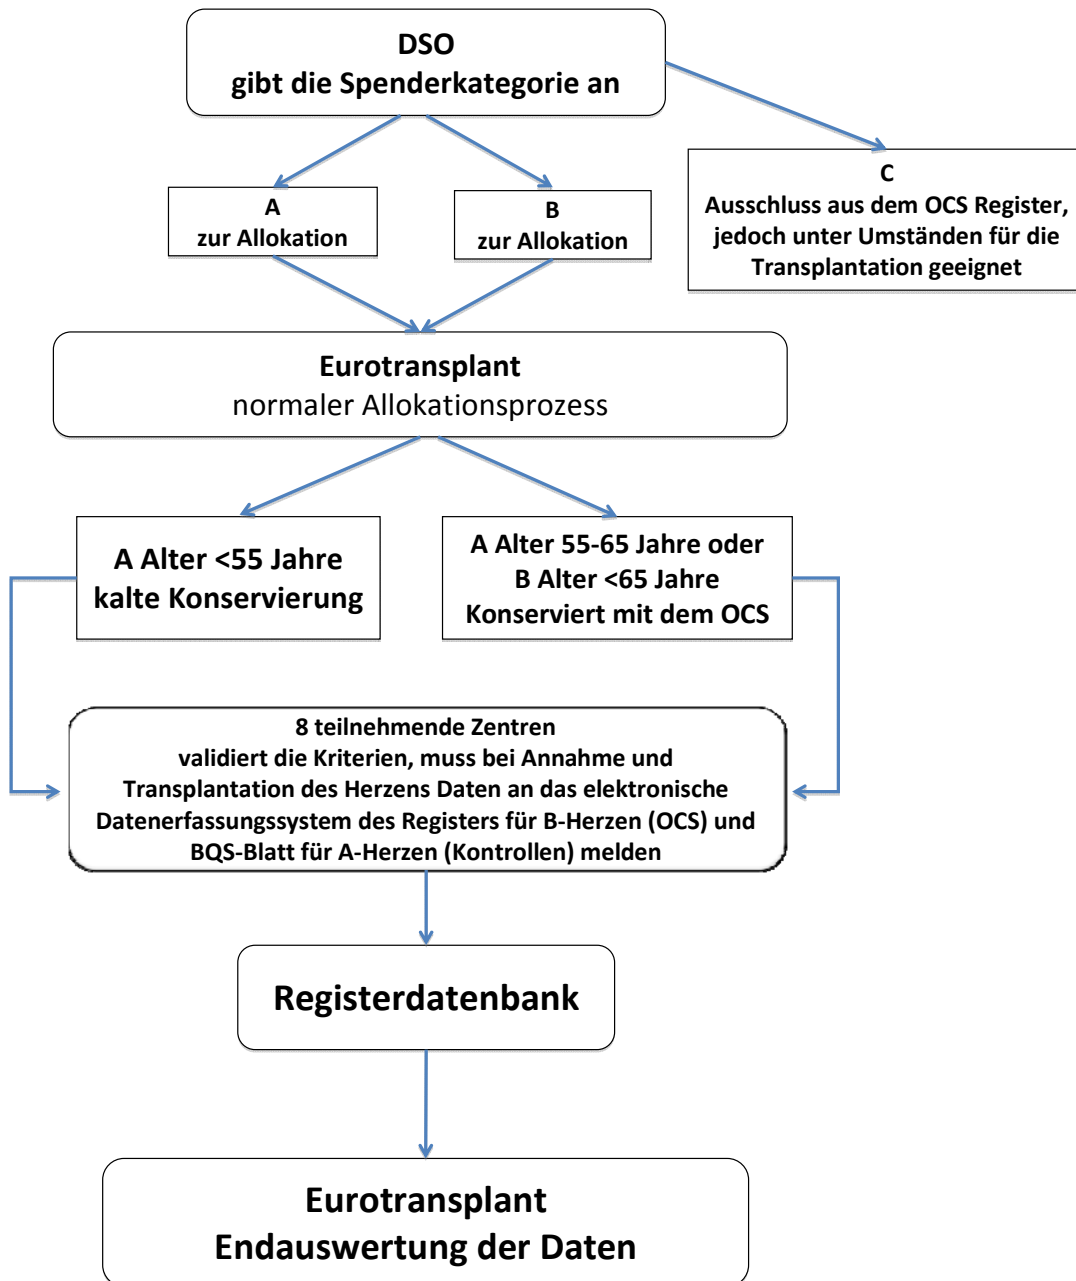 DSO
gibt die Spenderkategorie an
A
zur Allokation
B
zur Allokation
C
Ausschluss aus dem OCS Register,
jedoch unter Umständen für die
Transplantation geeignet
Eurotransplant
normaler Allokationsprozess
A Alter <55 Jahre
kalte Konservierung
A Alter 55-65 Jahre oder
B Alter <65 Jahre
Konserviert mit dem OCS
8 teilnehmende Zentren
validiert die Kriterien, muss bei Annahme und
Transplantation des Herzens Daten an das elektronische
Datenerfassungssystem des Registers für B-Herzen (OCS) und
BQS-Blatt für A-Herzen (Kontrollen) melden
Registerdatenbank
Eurotransplant
Endauswertung der Daten